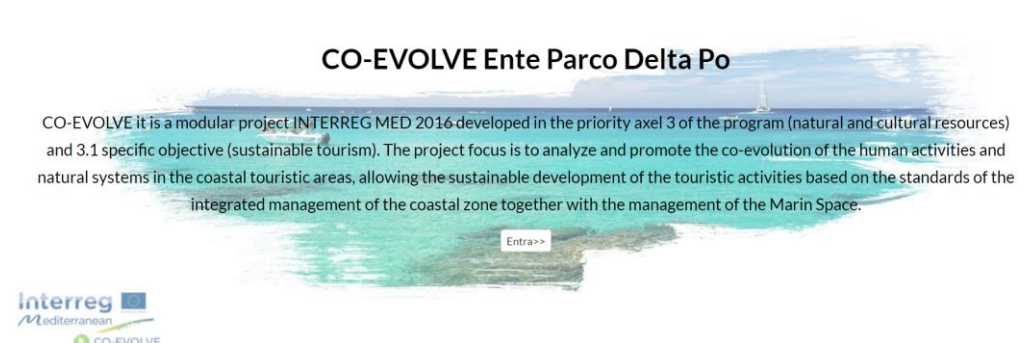 CO-EVOLVE Ente Parco Delta Po
CO-EVOLVE it is a modular project INTERREG MED 2016 developed in the priority axel 3 of the program (natural and cultural resources)
and 3.1 specific objective (sustainable tourism). The project focus is to analyze and promote the co-evolution of the human activities and
natural systems in the coastal touristic areas, allowing the sustainable development of the touristic activities based on the standards of the
integrated management of the coastal zone together with the management of the Marin Space.
Entra>>
Interreg
Mediterranean
CO-EVOLVE